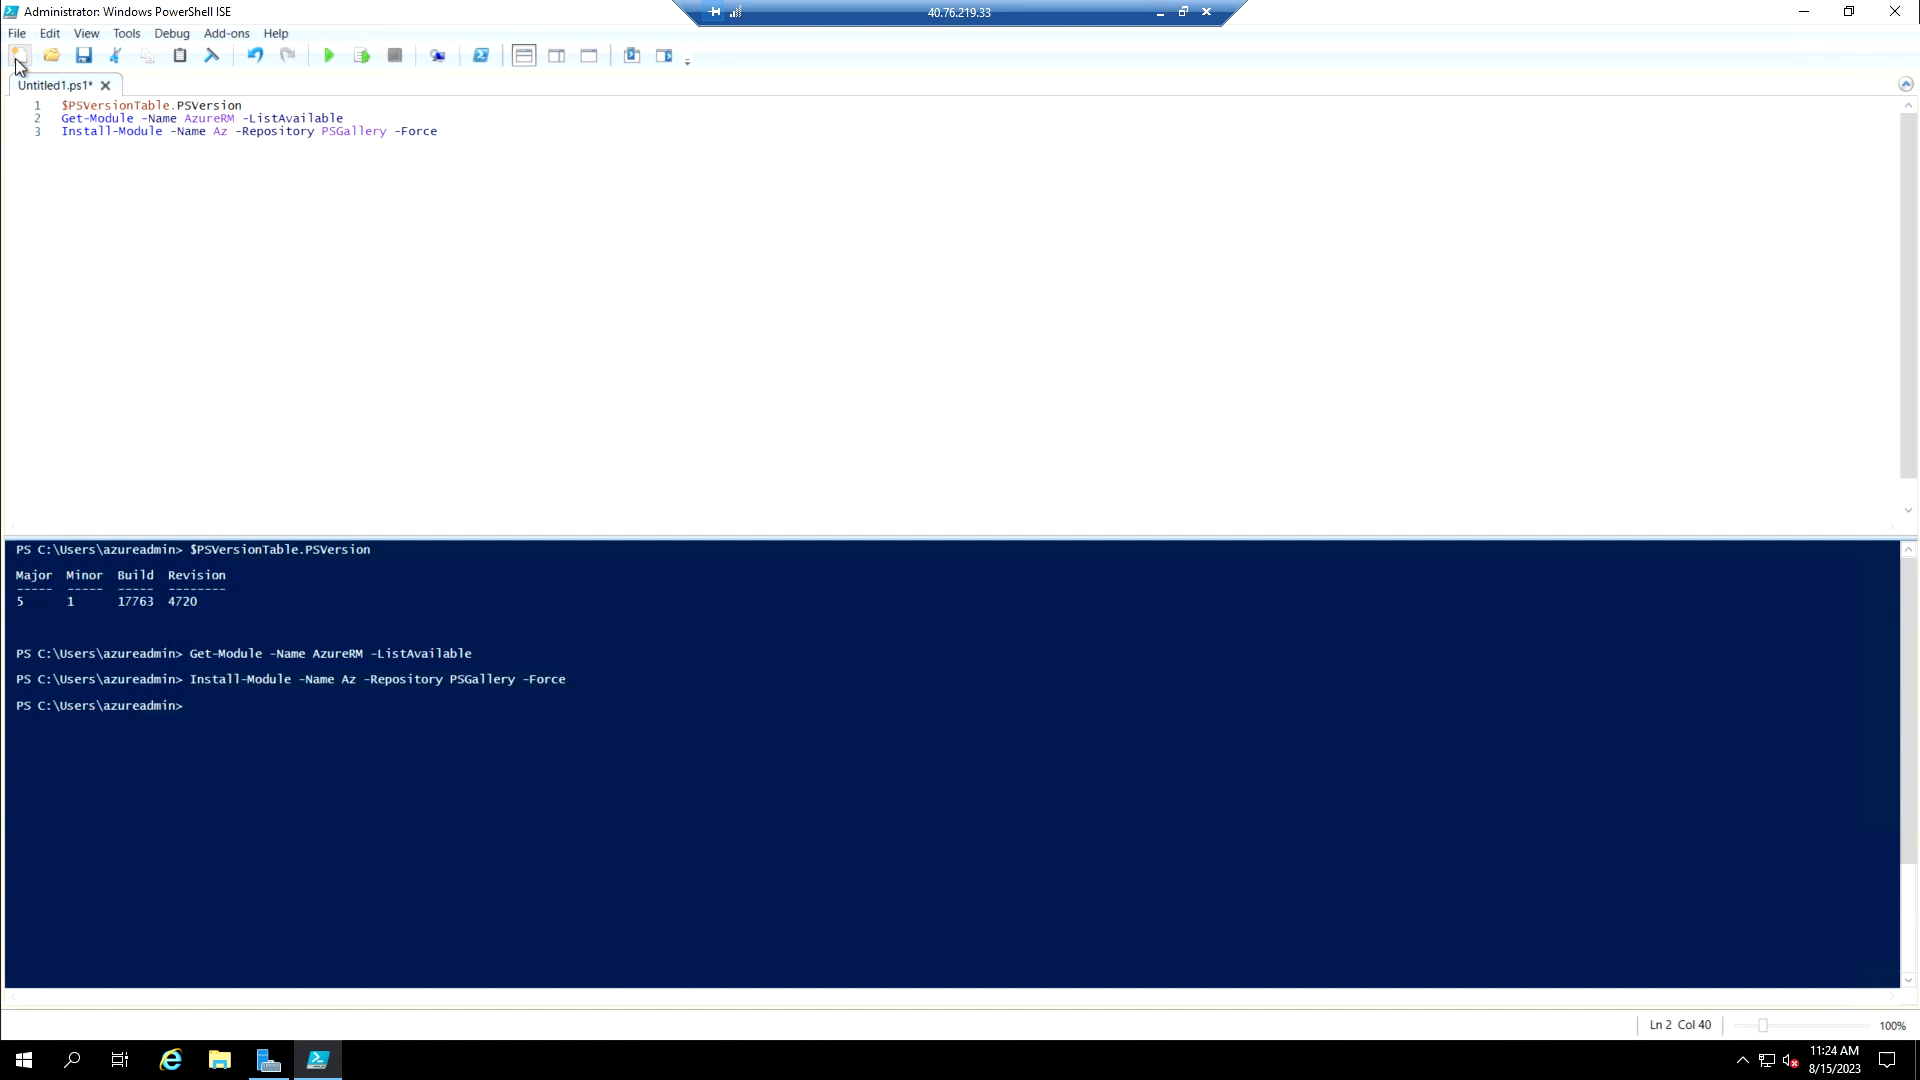 Administrator: Windows PowerShell ISE
40.76.219.33
File Edit View Tools Debug Add-ons Help
Untitled1.ps1*
1 $PSVersionTable.PSVersion
2 Get-Module -Name AzureRM -ListAvailable
3 Install-Module -Name Az -Repository PSGallery -Force
PS C:\Users\azureadmin> $PSVersionTable.PSVersion
Major Minor Build Revision
----- ----- ----- --------
5 1 17763 4720
PS C:\Users\azureadmin> Get-Module -Name AzureRM -ListAvailable
PS C:\Users\azureadmin> Install-Module -Name Az -Repository PSGallery -Force
PS C:\Users\azureadmin>
Ln 2 Col 40
100%
11:24 AM
8/15/2023